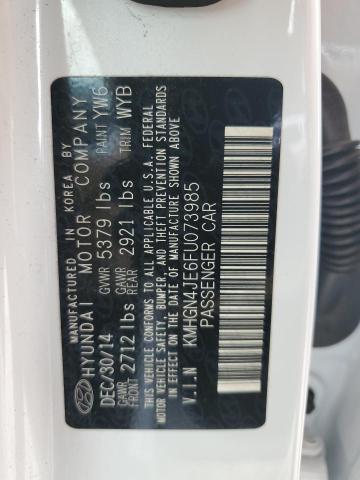 MANUFACTURED IN KOREA BY
HYUNDAI MOTOR COMPANY
DEC/30/14 GVWR 5379 lbs PAINT YW6
GAWR FRONT 2712 lbs GAWR REAR 2921 lbs TRIM WYB
THIS VEHICLE CONFORMS TO ALL APPLICABLE U.S.A. FEDERAL
MOTOR VEHICLE SAFETY, BUMPER, AND THEFT PREVENTION
STANDARDS IN EFFECT ON THE DATE OF MANUFACTURE SHOWN ABOVE
V.I.N KMHGN4JE6FU073985
PASSENGER CAR